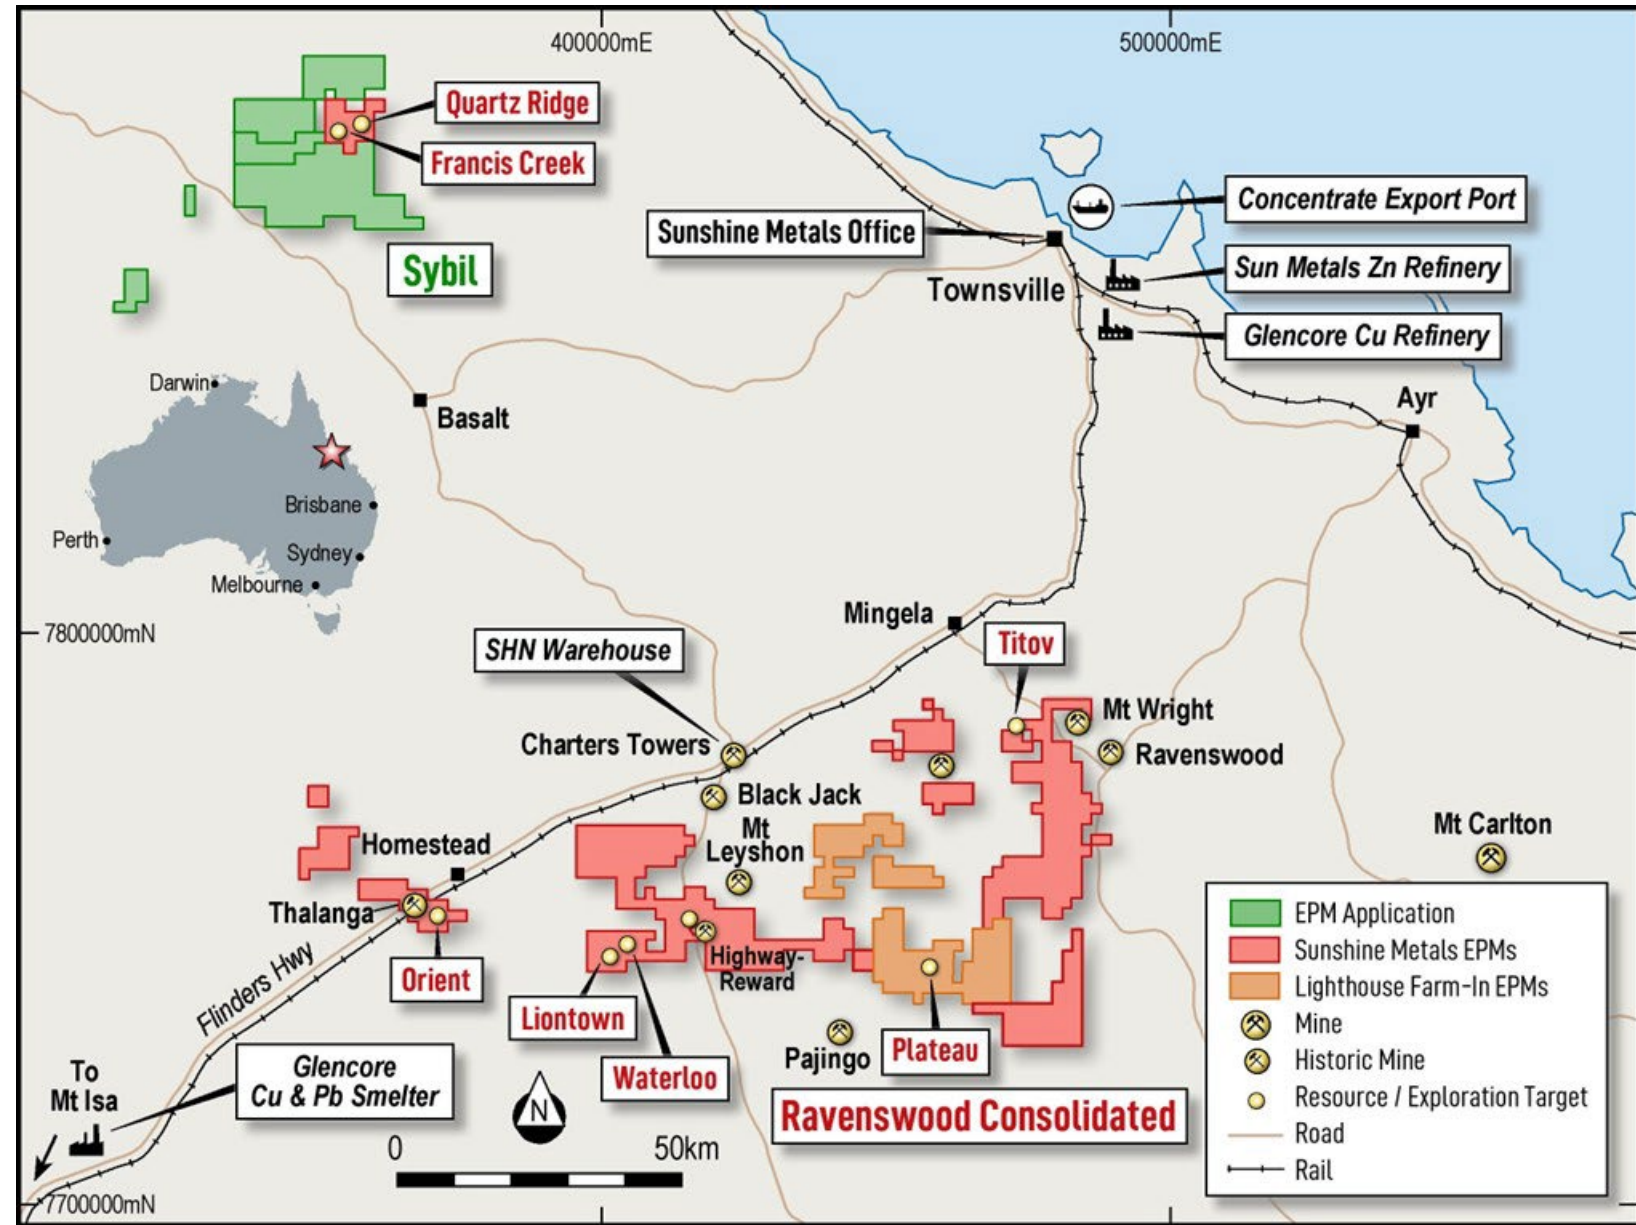 400000mE
500000mE
Quartz Ridge
Francis Creek
Concentrate Export Port
Sunshine Metals Office
Sun Metals Zn Refinery
Sybil
Townsville
Glencore Cu Refinery
Darwin
Basalt
Ayr
Brisbane
Perth
Sydney
Melbourne
Mingela
7800000mN
SHN Warehouse
Titov
Mt Wright
Charters Towers
Ravenswood
Black Jack
Mt
Leyshon
Mt Carlton
Homestead
Thalanga
Orient
Highway-
Reward
Flinders Hwy
Liontown
Waterloo
Pajingo
Plateau
Ravenswood Consolidated
Glencore
Cu & Pb Smelter
To
Mt Isa
N
0
50km
7700000mN
EPM Application
Sunshine Metals EPMs
Lighthouse Farm-In EPMs
Mine
Historic Mine
Resource / Exploration Target
Road
Rail